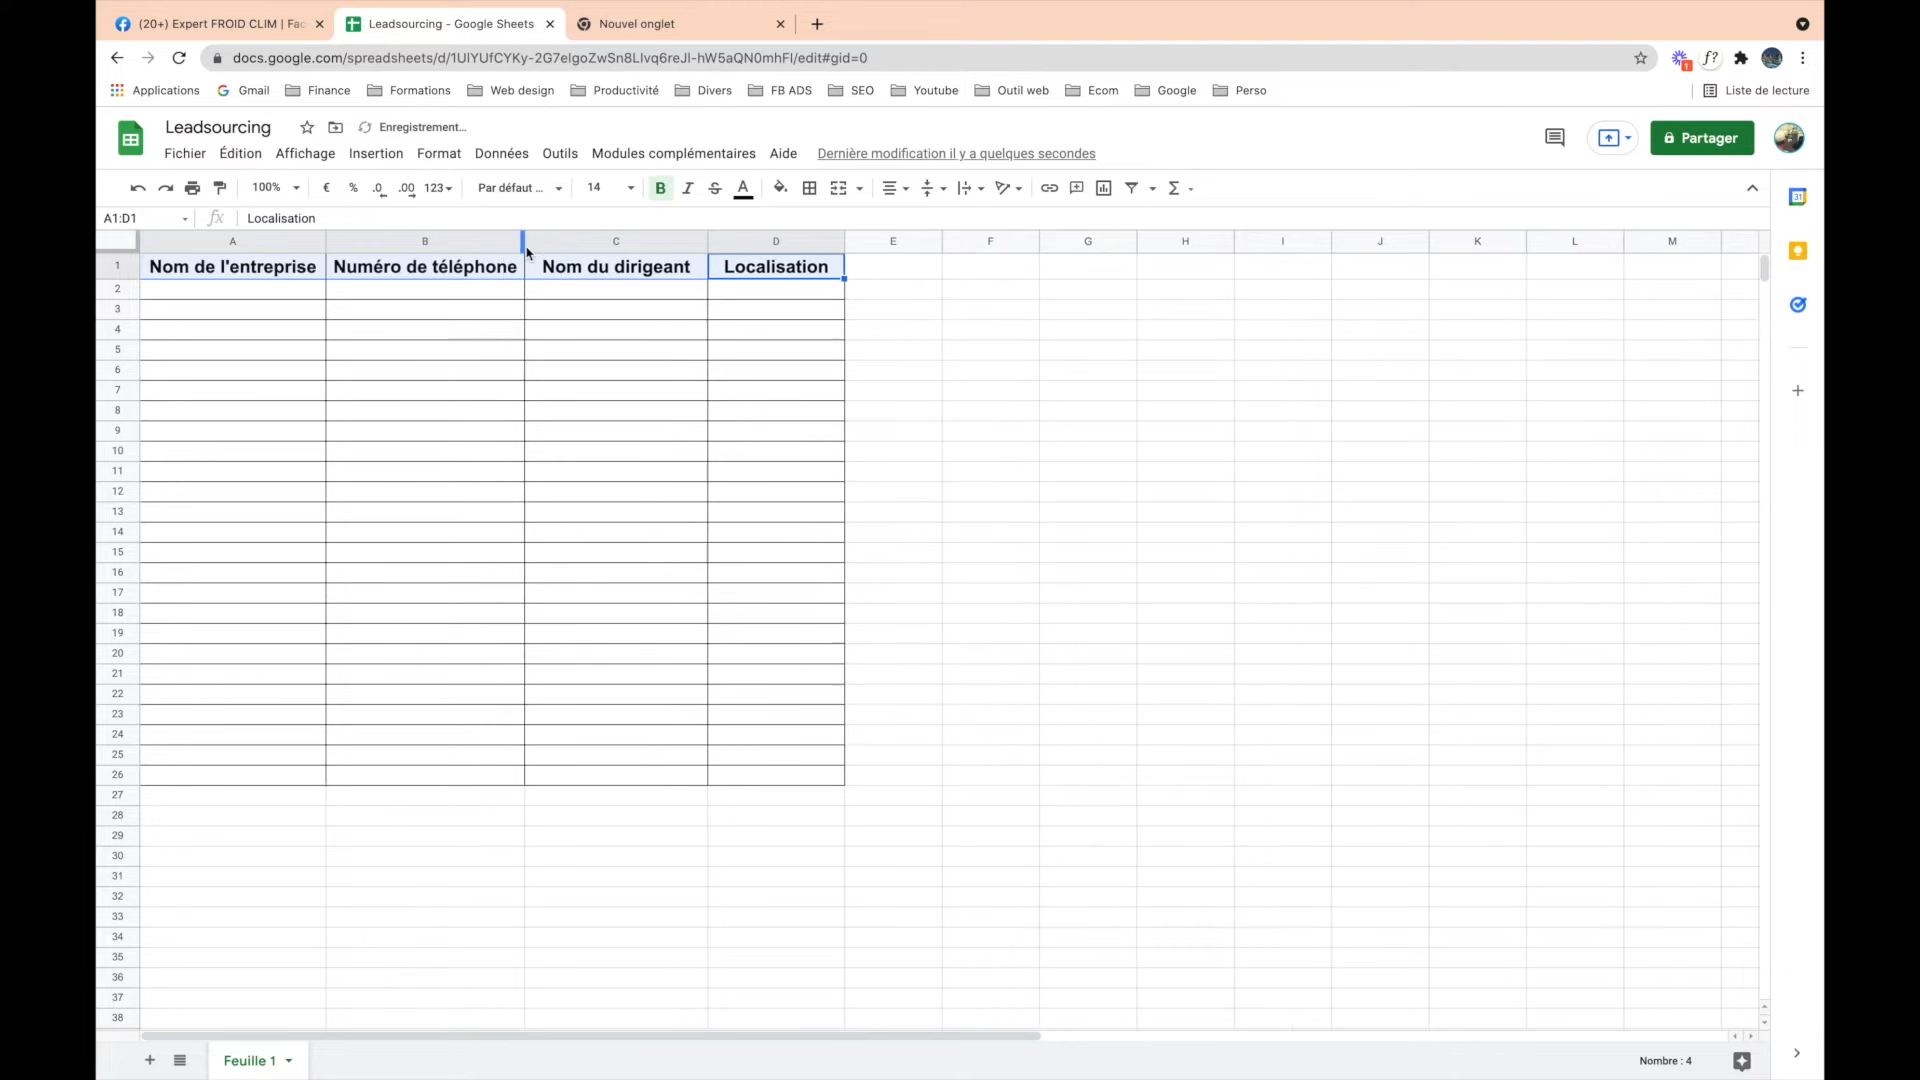 (20+) Expert FROID CLIM | Fac
Leadsourcing - Google Sheets
Nouvel onglet
docs.google.com/spreadsheets/d/1UIYUfCYKy-2G7elgoZwSn8LIvq6reJl-hW5aQN0mhFI/edit#gid=0
Applications Gmail Finance Formations Web design Productivité Divers FB ADS SEO Youtube Outil web Ecom Google Perso Liste de lecture
Leadsourcing Enregistrement…
Partager
Fichier Édition Affichage Insertion Format Données Outils Modules complémentaires Aide Dernière modification il y a quelques secondes
100% € % .0 .00 123 Par défaut ... 14 B I S A
A1:D1 fx Localisation
A B C D E F G H I J K L M
1 Nom de l'entreprise Numéro de téléphone Nom du dirigeant Localisation
2
3
4
5
6
7
8
9
10
11
12
13
14
15
16
17
18
19
20
21
22
23
24
25
26
27
28
29
30
31
32
33
34
35
36
37
38
Feuille 1
Nombre : 4